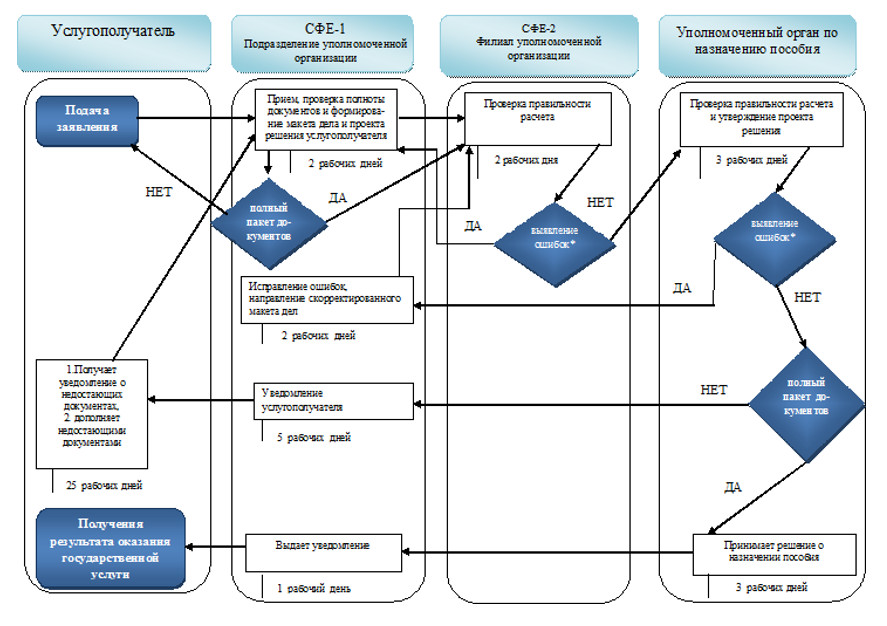 Услугополучатель
СФЕ-1
Подразделение уполномоченной
организации
СФЕ-2
Филиал уполномоченной
организации
Уполномоченный орган по
назначению пособия
Подача
заявления
Прием, проверка полноты
документов и формирова-
ние макета дела и проекта
решения услугополучателя
2 рабочих дней
Проверка правильности
расчета
2 рабочих дня
Проверка правильности расчета
и утверждение проекта
решения
3 рабочих дней
НЕТ
полный
пакет до-
кументов
ДА
ДА
выявление
ошибок*
НЕТ
выявление
ошибок*
ДА
НЕТ
Исправление ошибок,
направление скорректированного
макета дел
2 рабочих дней
1.Получает
уведомление о
недостающих
документах,
2. дополняет
недостающими
документами
25 рабочих дней
Уведомление
услугополучателя
5 рабочих дней
НЕТ
полный
пакет до-
кументов
ДА
Получения
результата оказания
государственной
услуги
Выдает уведомление
1 рабочий день
Принимает решение о
назначении пособия
3 рабочих дней